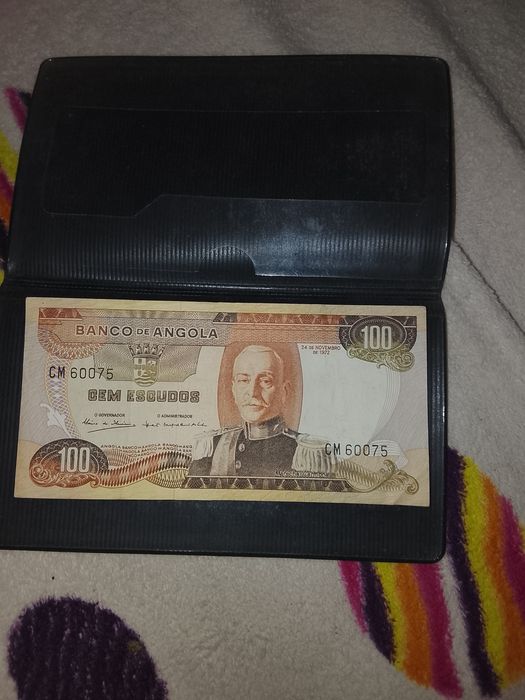 BANCO DE ANGOLA
100
24 DE NOVEMBRO
DE 1972
CM 60075
CEM ESCUDOS
O GOVERNADOR
O ADMINISTRADOR
CM 60075
100